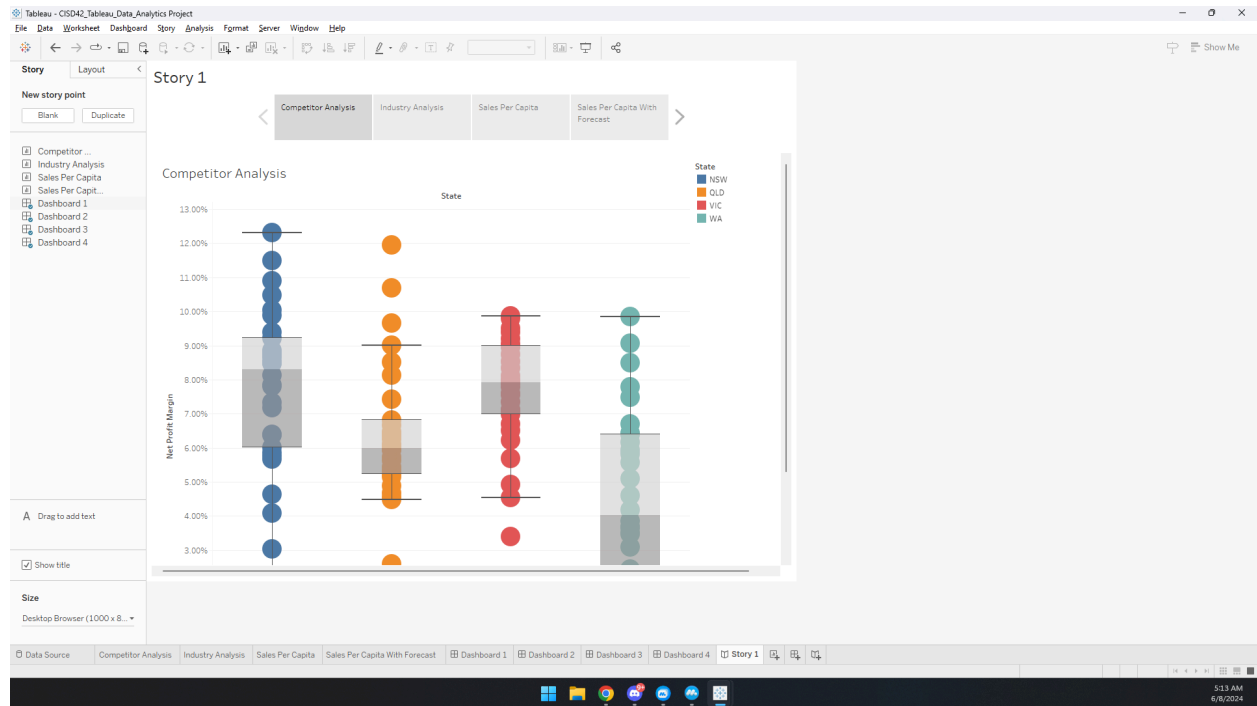 Tableau - CISD42_Tableau_Data_Analytics Project
File Data Worksheet Dashboard Story Analysis Format Server Window Help
Show Me
Story Layout
New story point
Blank Duplicate
Competitor ...
Industry Analysis
Sales Per Capita
Sales Per Capit...
Dashboard 1
Dashboard 2
Dashboard 3
Dashboard 4
A Drag to add text
Show title
Size
Desktop Browser (1000 x 8...
Story 1
Competitor Analysis
Industry Analysis
Sales Per Capita
Sales Per Capita With
Forecast
Competitor Analysis
State
13.00%
12.00%
11.00%
10.00%
9.00%
8.00%
7.00%
6.00%
5.00%
4.00%
3.00%
Net Profit Margin
State
NSW
QLD
VIC
WA
Data Source Competitor Analysis Industry Analysis Sales Per Capita Sales Per Capita With Forecast Dashboard 1 Dashboard 2 Dashboard 3 Dashboard 4 Story 1
5:13 AM
6/8/2024